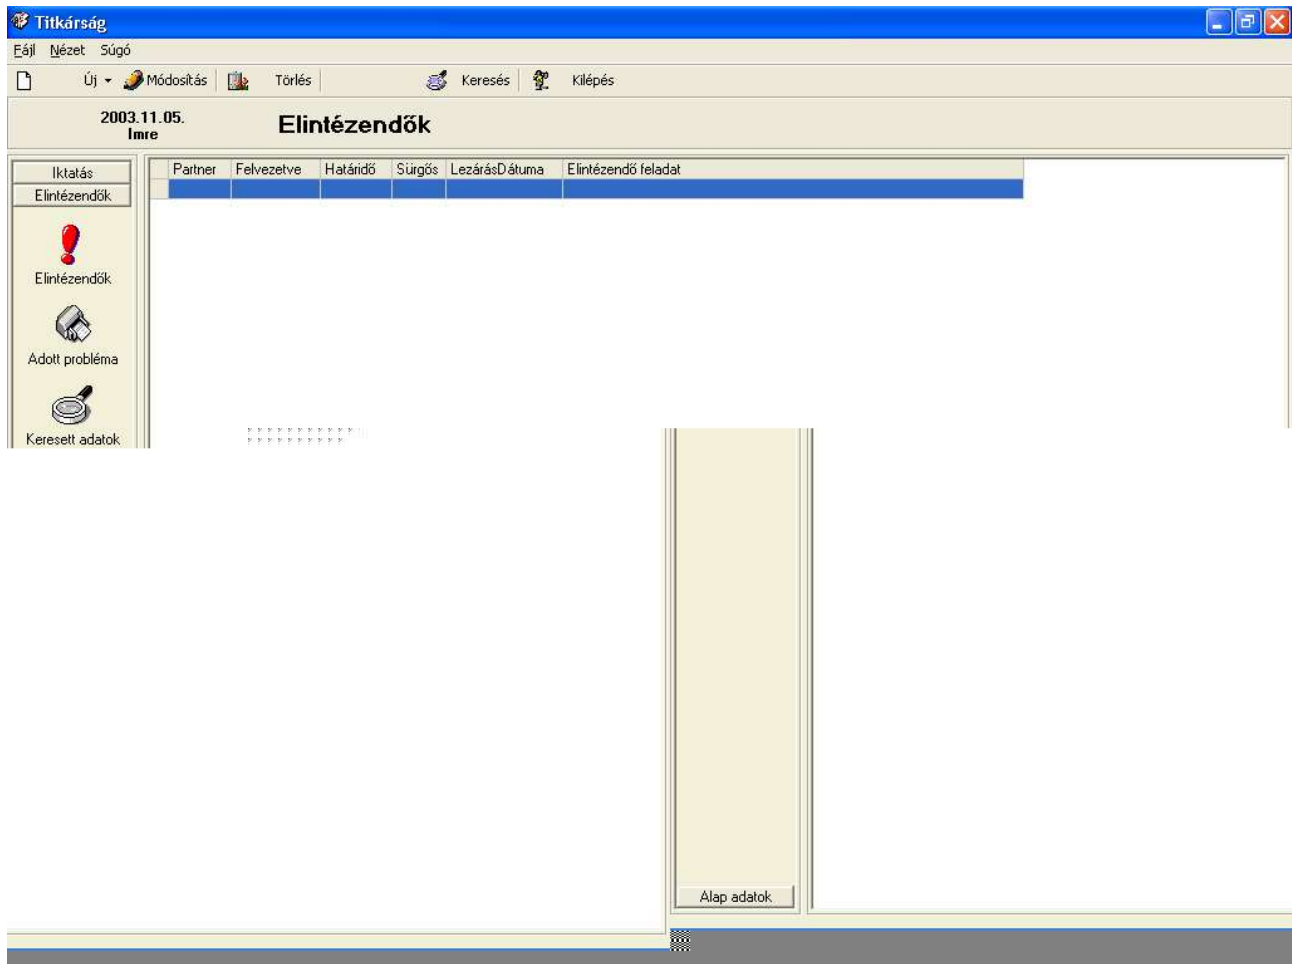 Titkárság
Fájl Nézet Súgó
Új Módosítás Törlés Keresés Kilépés
2003.11.05.
Imre
Elintézendők
Iktatás
Elintézendők
Partner Felvezetve Határidő Sürgős LezárásDátuma Elintézendő feladat
Elintézendők
Adott probléma
Keresett adatok
Alap adatok